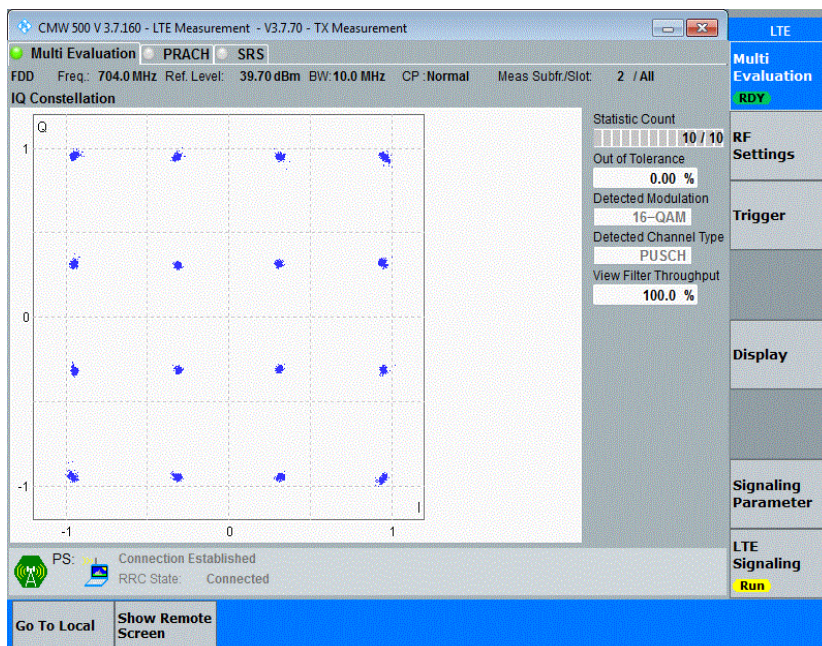 CMW 500 V 3.7.160 - LTE Measurement - V3.7.70 - TX Measurement
Multi Evaluation PRACH SRS
FDD Freq.: 704.0 MHz Ref. Level: 39.70 dBm BW: 10.0 MHz CP : Normal Meas Subfr./Slot: 2 / All
IQ Constellation
Q
1
0
-1
I
-1 0 1
Statistic Count
10 / 10
Out of Tolerance
0.00 %
Detected Modulation
16-QAM
Detected Channel Type
PUSCH
View Filter Throughput
100.0 %
PS: Connection Established
RRC State: Connected
LTE
Multi
Evaluation
RDY
RF
Settings
Trigger
Display
Signaling
Parameter
LTE
Signaling
Run
Go To Local
Show Remote
Screen